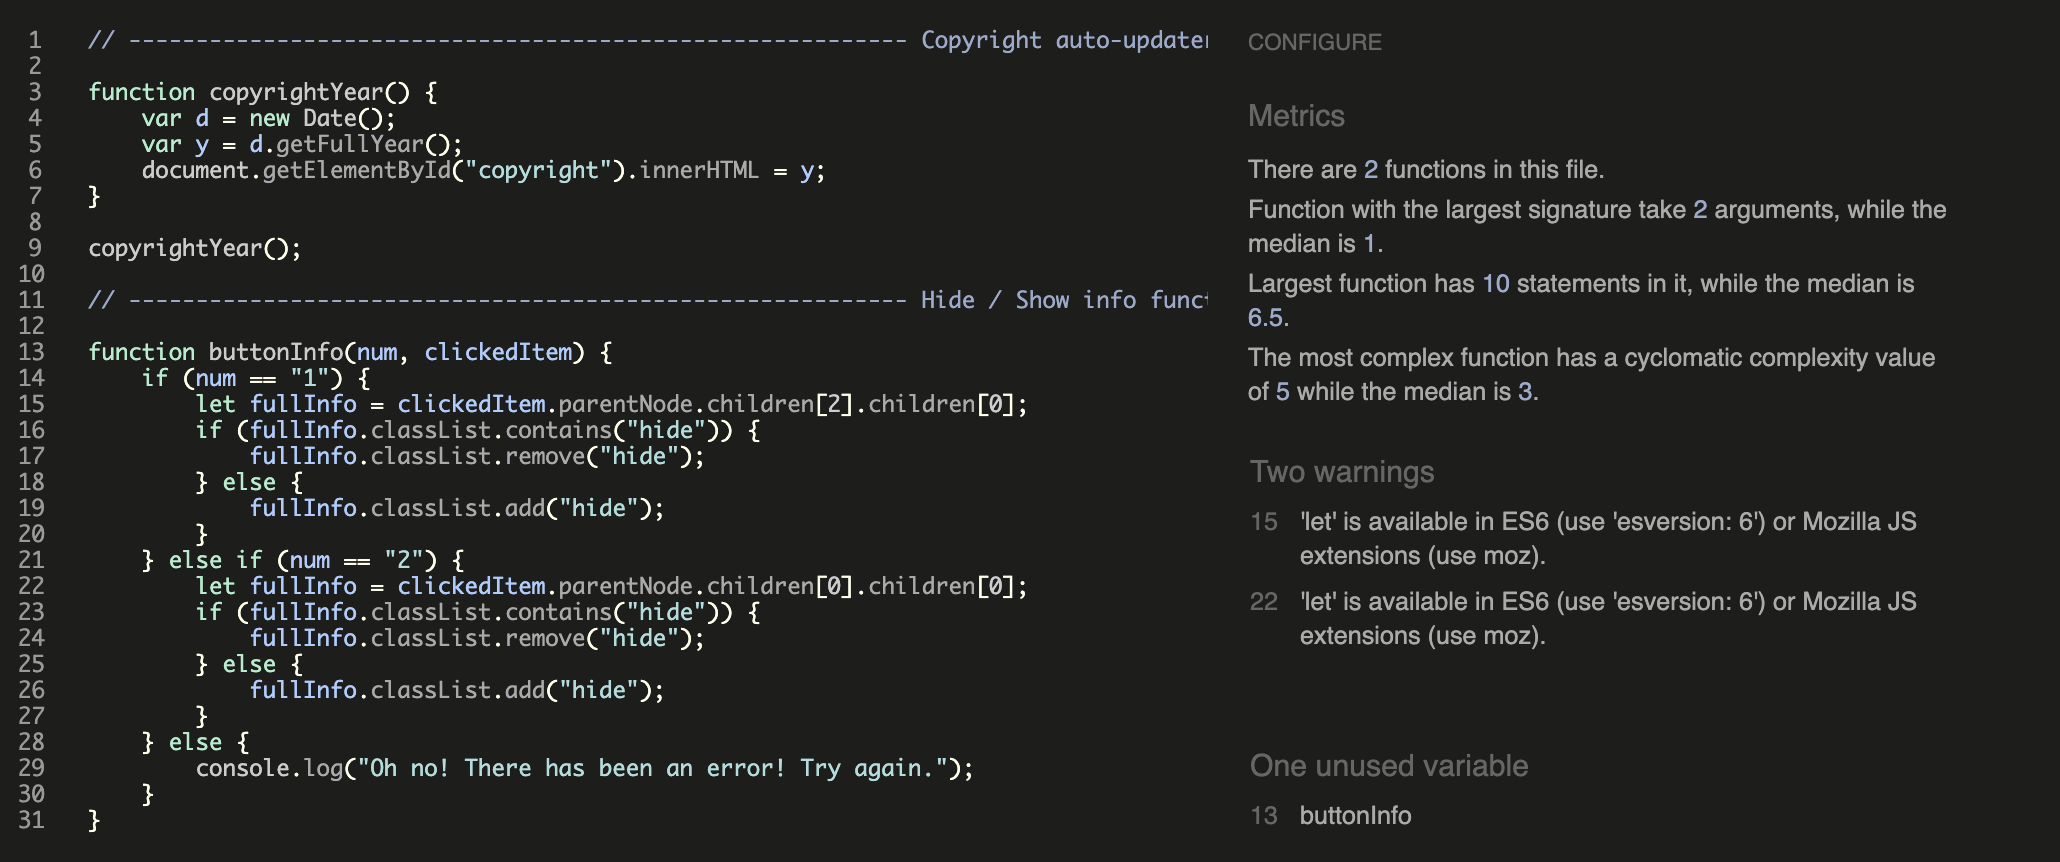 1 // ---------------------------------------------------------- Copyright auto-updater
2
3 function copyrightYear() {
4 var d = new Date();
5 var y = d.getFullYear();
6 document.getElementById("copyright").innerHTML = y;
7 }
8
9 copyrightYear();
10
11 // ---------------------------------------------------------- Hide / Show info funct
12
13 function buttonInfo(num, clickedItem) {
14 if (num == "1") {
15 let fullInfo = clickedItem.parentNode.children[2].children[0];
16 if (fullInfo.classList.contains("hide")) {
17 fullInfo.classList.remove("hide");
18 } else {
19 fullInfo.classList.add("hide");
20 }
21 } else if (num == "2") {
22 let fullInfo = clickedItem.parentNode.children[0].children[0];
23 if (fullInfo.classList.contains("hide")) {
24 fullInfo.classList.remove("hide");
25 } else {
26 fullInfo.classList.add("hide");
27 }
28 } else {
29 console.log("Oh no! There has been an error! Try again.");
30 }
31 }
CONFIGURE
Metrics
There are 2 functions in this file.
Function with the largest signature take 2 arguments, while the
median is 1.
Largest function has 10 statements in it, while the median is
6.5.
The most complex function has a cyclomatic complexity value
of 5 while the median is 3.
Two warnings
15 'let' is available in ES6 (use 'esversion: 6') or Mozilla JS
extensions (use moz).
22 'let' is available in ES6 (use 'esversion: 6') or Mozilla JS
extensions (use moz).
One unused variable
13 buttonInfo